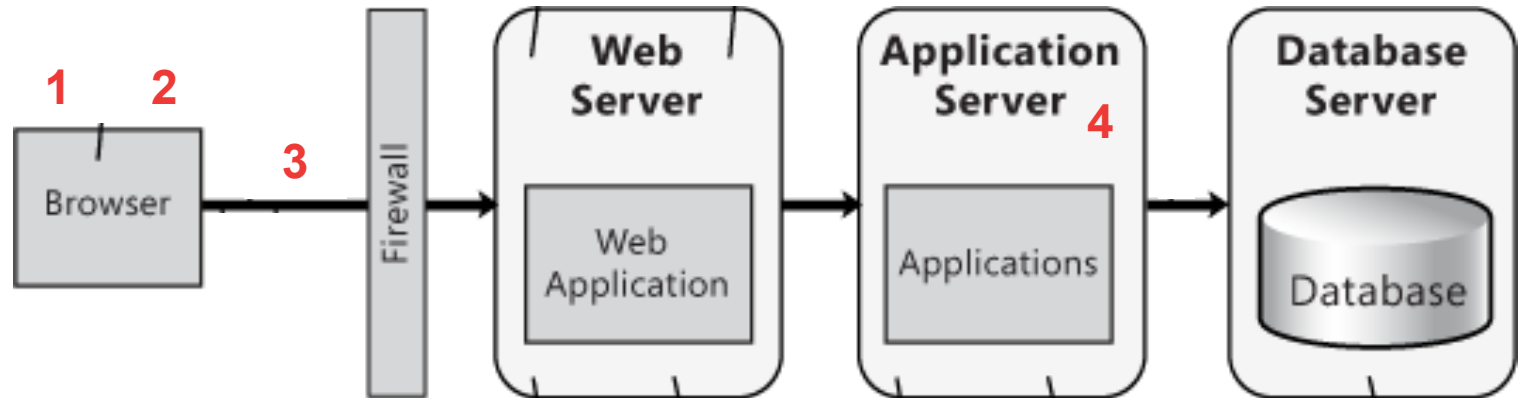 1
2
3
Browser
Firewall
Web
Server
Web
Application
Application
Server
4
Applications
Database
Server
Database